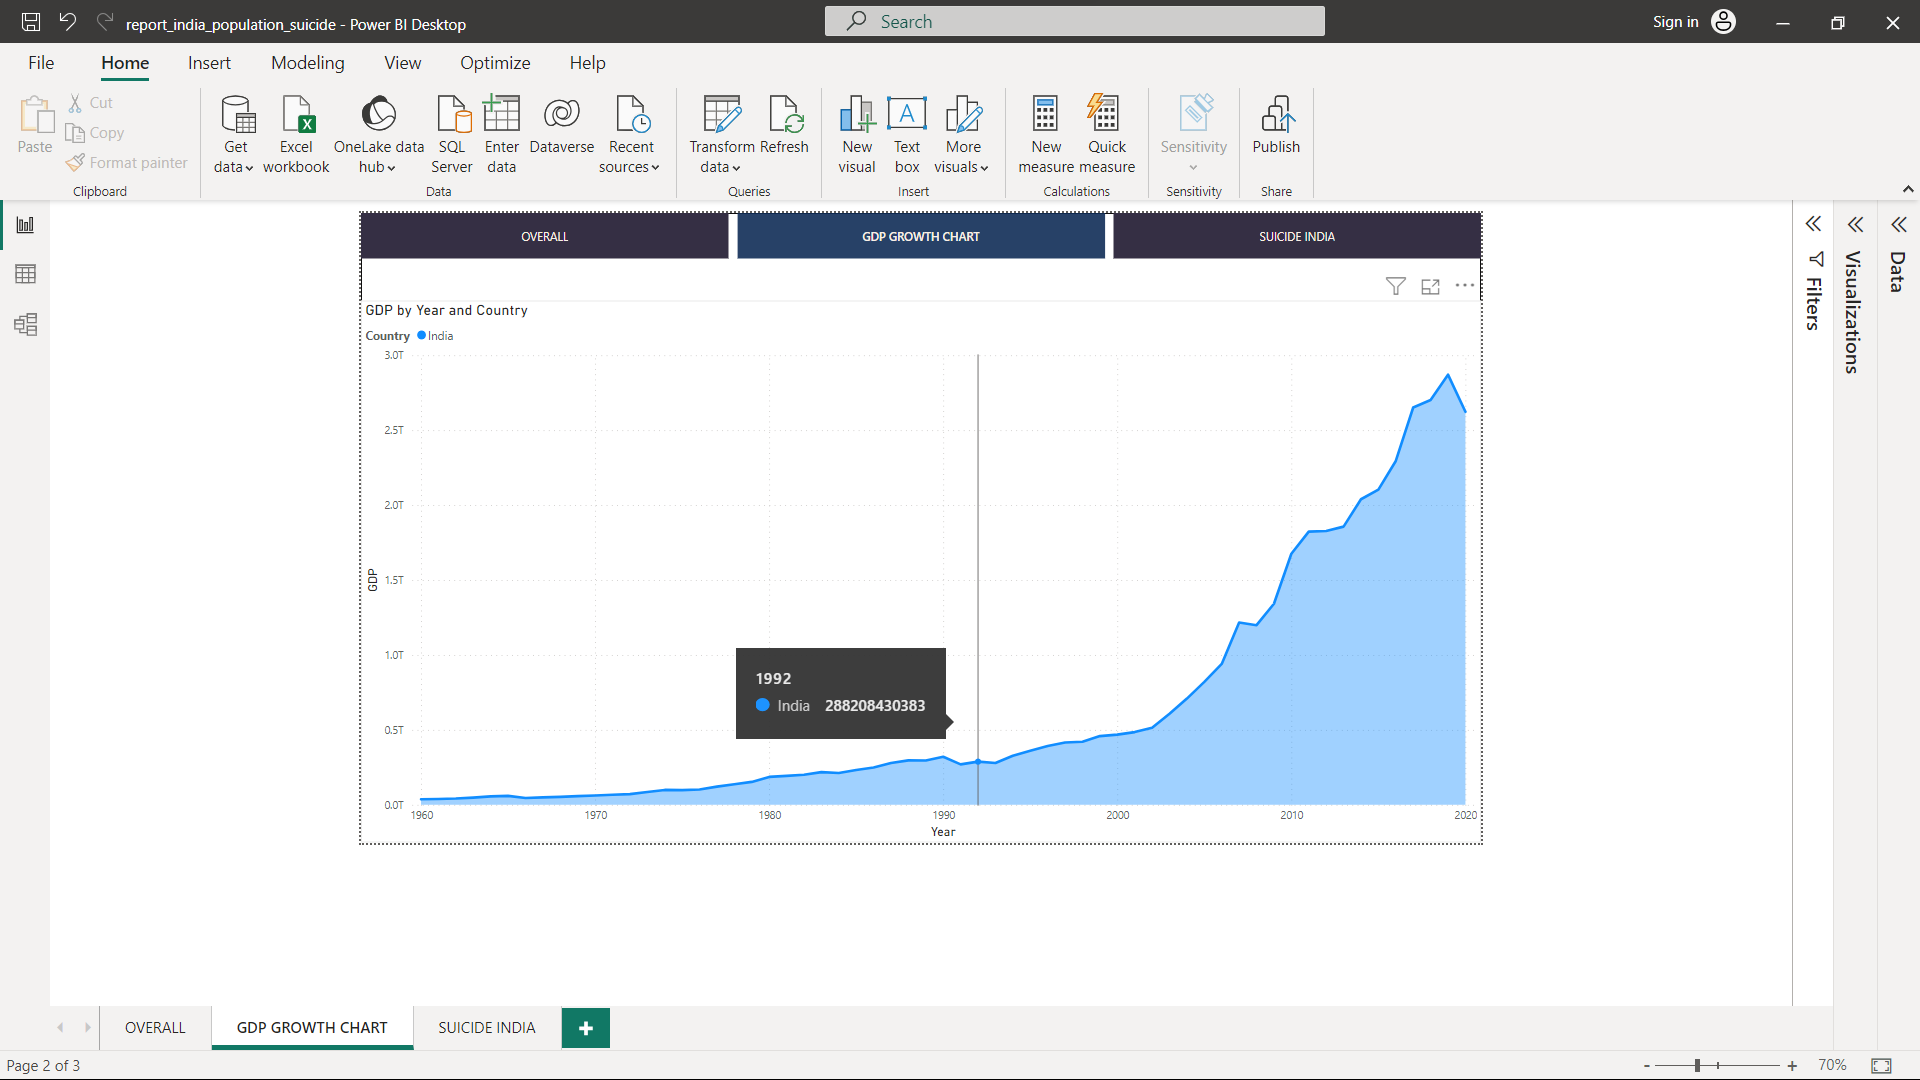 report_india_population_suicide - Power BI Desktop
Search
Sign in
File Home Insert Modeling View Optimize Help
Paste
Cut
Copy
Format painter
Clipboard
Get data
Excel workbook
OneLake data hub
SQL Server
Enter data
Dataverse
Recent sources
Data
Transform data
Refresh
Queries
New visual
A
Text box
More visuals
Insert
New measure
Quick measure
Calculations
Sensitivity
Sensitivity
Publish
Share
OVERALL
GDP GROWTH CHART
SUICIDE INDIA
GDP by Year and Country
Country India
3.0T
2.5T
2.0T
1.5T
1.0T
0.5T
0.0T
GDP
1992
India 288208430383
1960 1970 1980 1990 2000 2010 2020
Year
Filters
Visualizations
Data
OVERALL
GDP GROWTH CHART
SUICIDE INDIA
+
Page 2 of 3
- + 70%